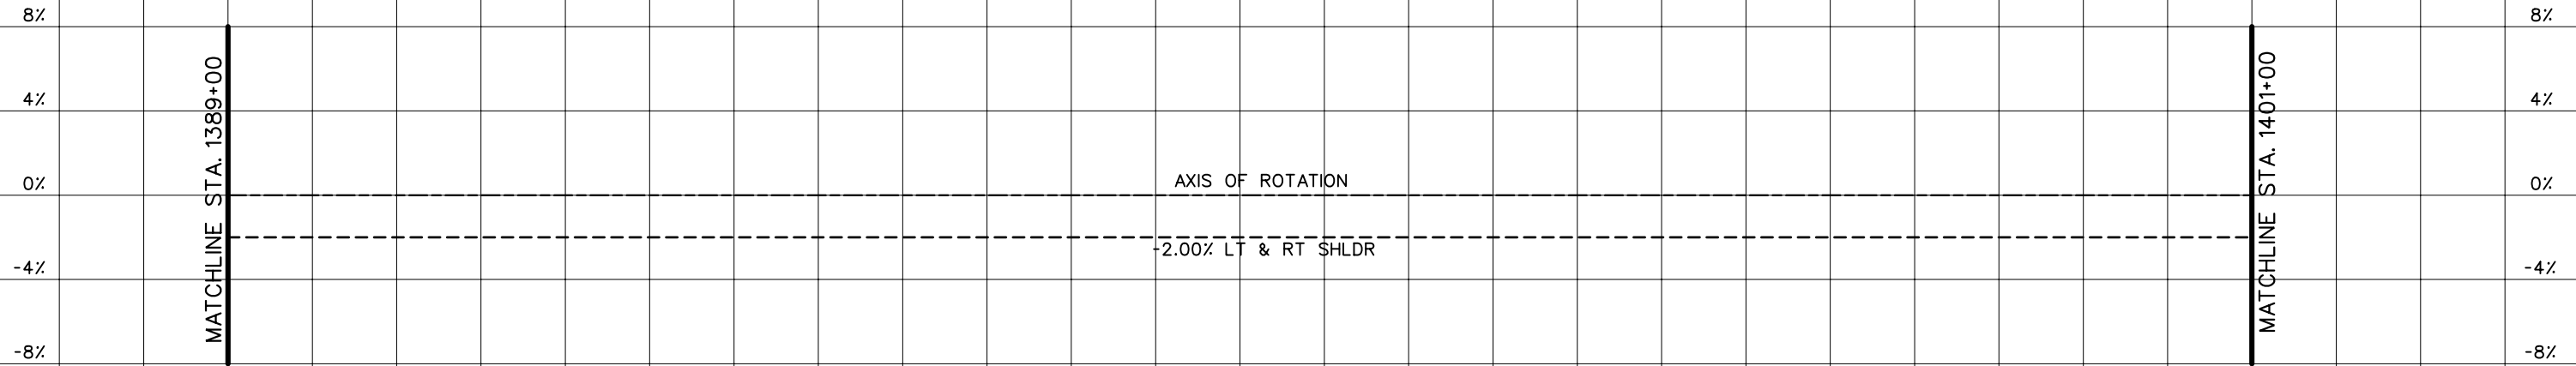 8%
8%
MATCHLINE STA. 1389+00
MATCHLINE STA. 1401+00
4%
4%
AXIS OF ROTATION
0%
0%
-2.00% LT & RT SHLDR
-4%
-4%
-8%
-8%